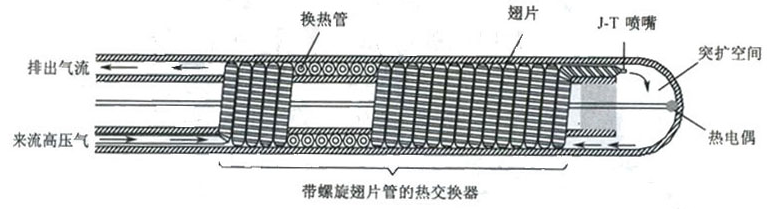 换热管
翅片
J-T 喷嘴
排出气流
突扩空间
来流高压气
热电偶
带螺旋翅片管的热交换器